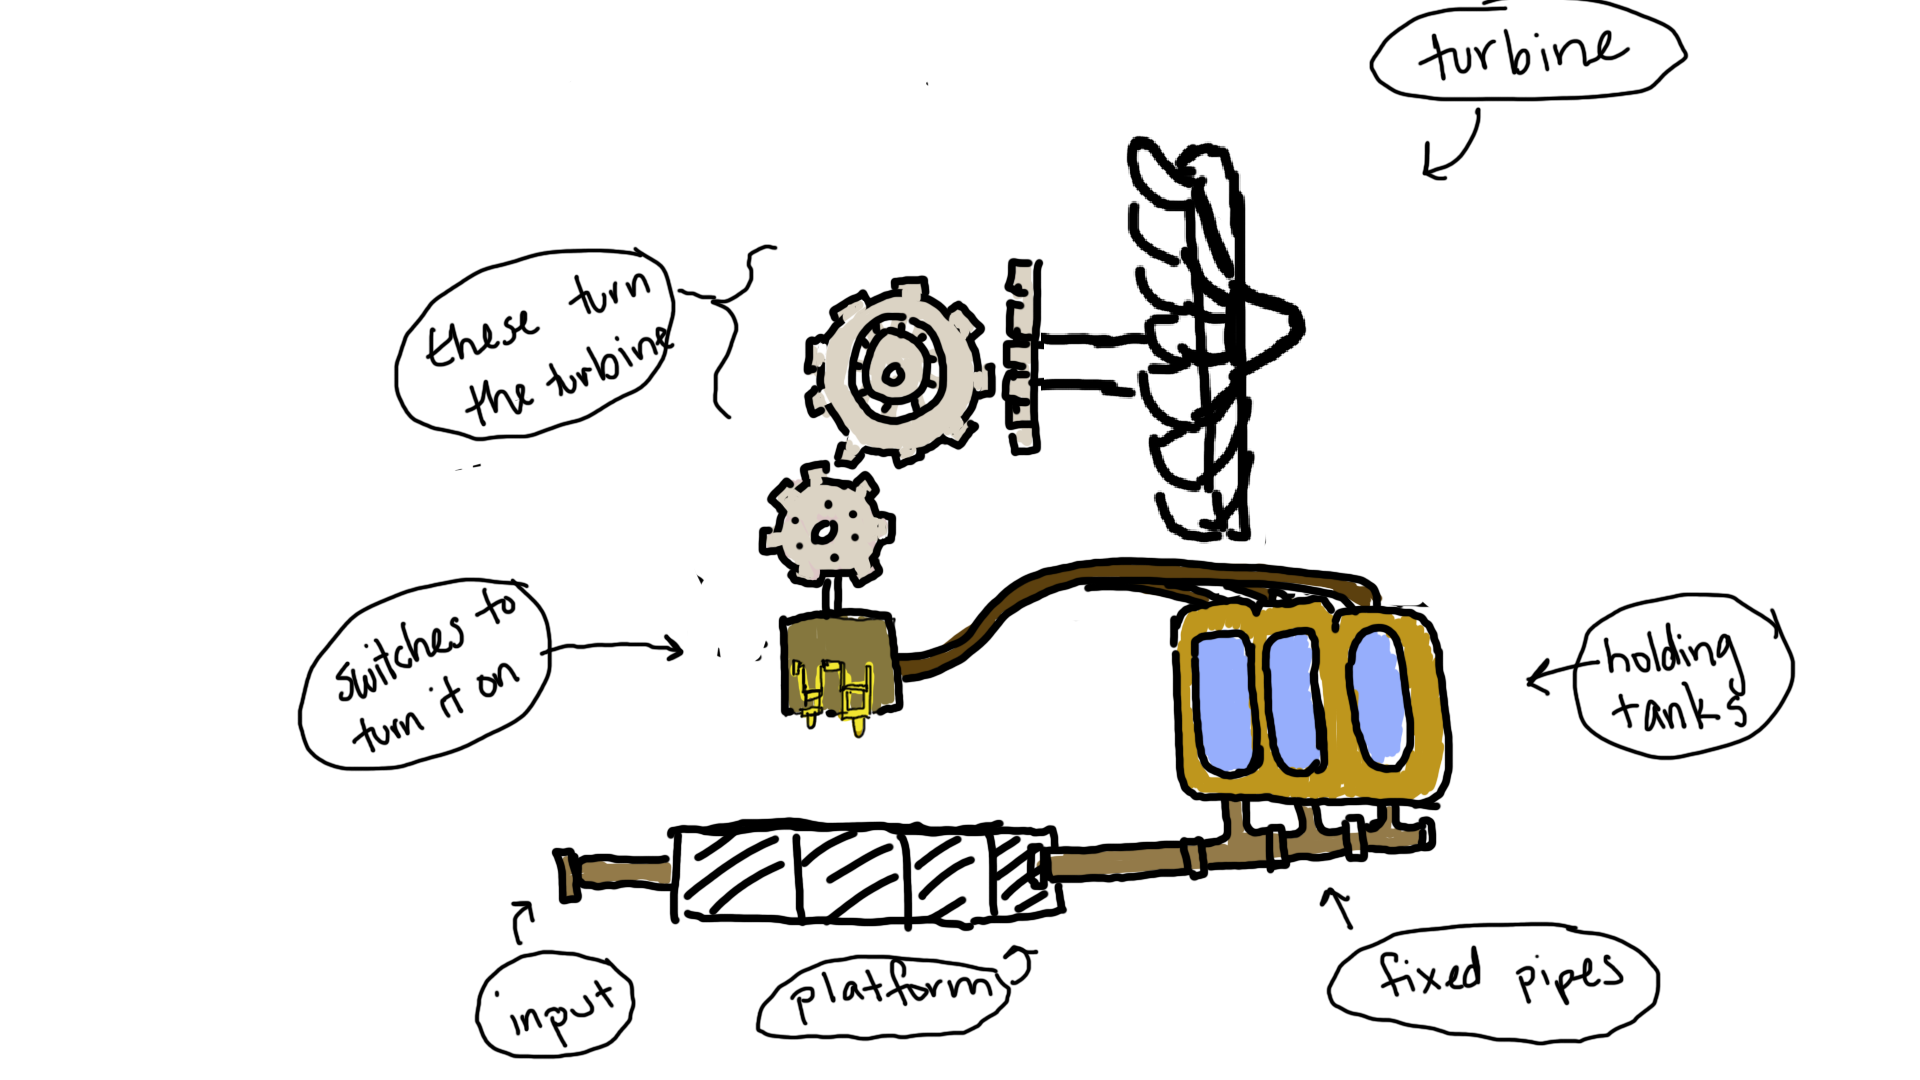 turbine
these turn
the turbine
switches to
turn it on
holding
tanks
input
platform
fixed pipes